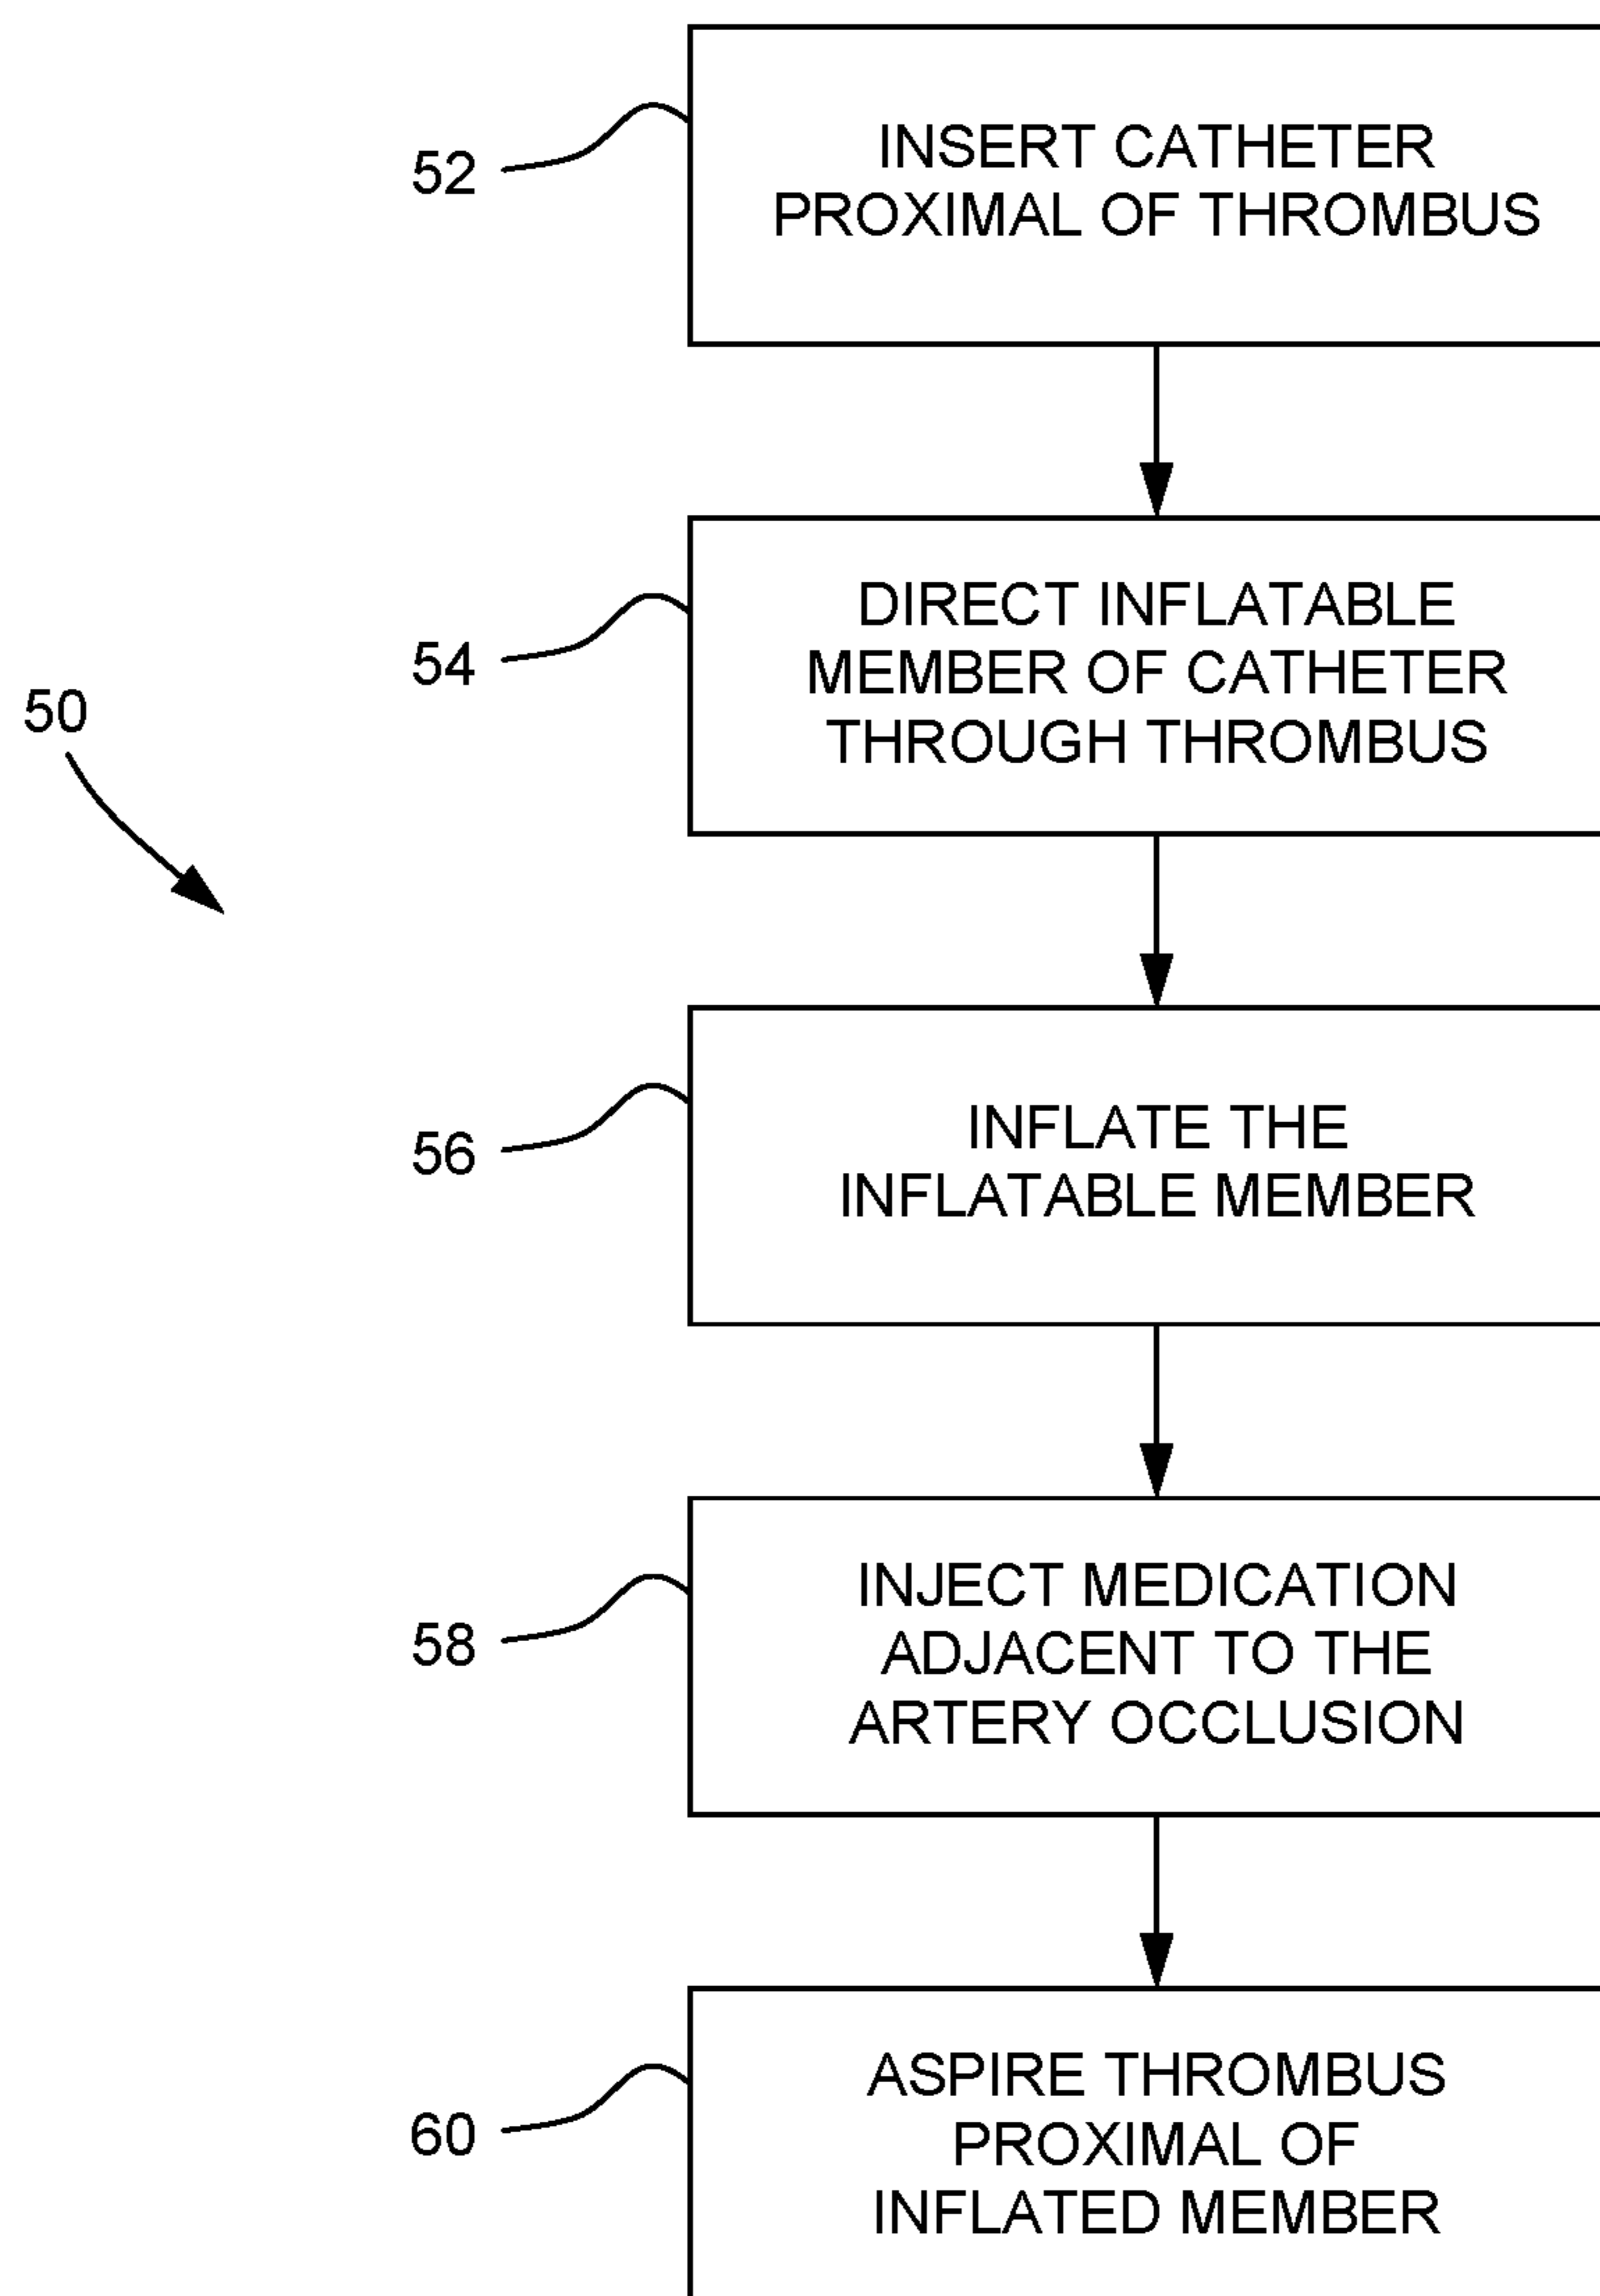 52
INSERT CATHETER
PROXIMAL OF THROMBUS
54
DIRECT INFLATABLE
MEMBER OF CATHETER
THROUGH THROMBUS
50
56
INFLATE THE
INFLATABLE MEMBER
58
INJECT MEDICATION
ADJACENT TO THE
ARTERY OCCLUSION
60
ASPIRE THROMBUS
PROXIMAL OF
INFLATED MEMBER